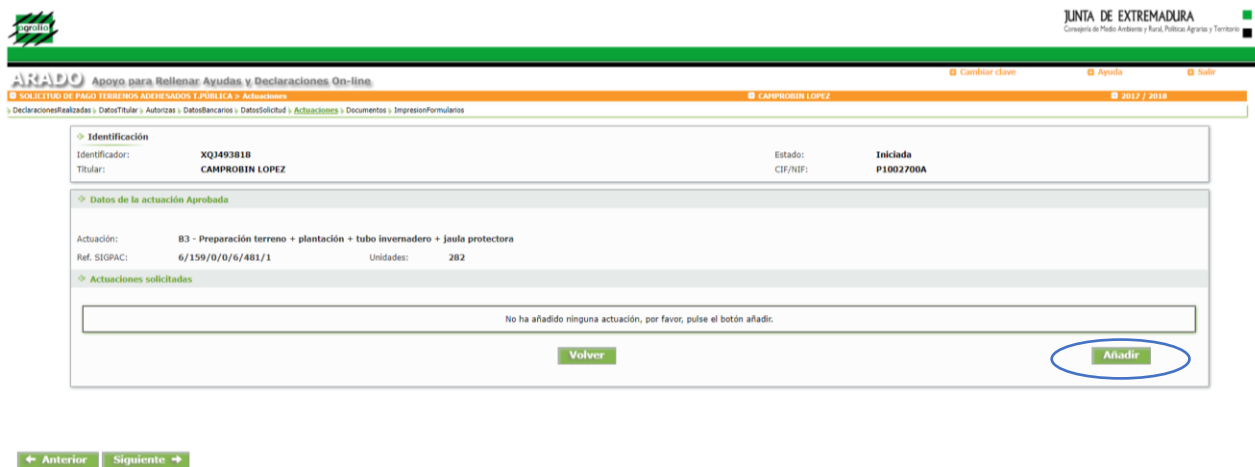 agrolio
JUNTA DE EXTREMADURA
Consejería de Medio Ambiente y Rural, Políticas Agrarias y Territorio
ARADO Apoyo para Rellenar Ayudas y Declaraciones On-line
Cambiar clave Ayuda Salir
SOLICITUD DE PAGO TERRENOS ADEHESADOS T.PÚBLICA > Actuaciones CAMPROBIN LOPEZ 2017 / 2018
DeclaracionesRealizadas DatosTitular Autorizas DatosBancarios DatosSolicitud Actuaciones Documentos ImpresionFormularios
Identificación
Identificador: XQJ493818 Estado: Iniciada
Titular: CAMPROBIN LOPEZ CIF/NIF: P1002700A
Datos de la actuación Aprobada
Actuación: B3 - Preparación terreno + plantación + tubo invernadero + jaula protectora
Ref. SIGPAC: 6/159/0/0/6/481/1 Unidades: 282
Actuaciones solicitadas
No ha añadido ninguna actuación, por favor, pulse el botón añadir.
Volver Añadir
← Anterior Siguiente →